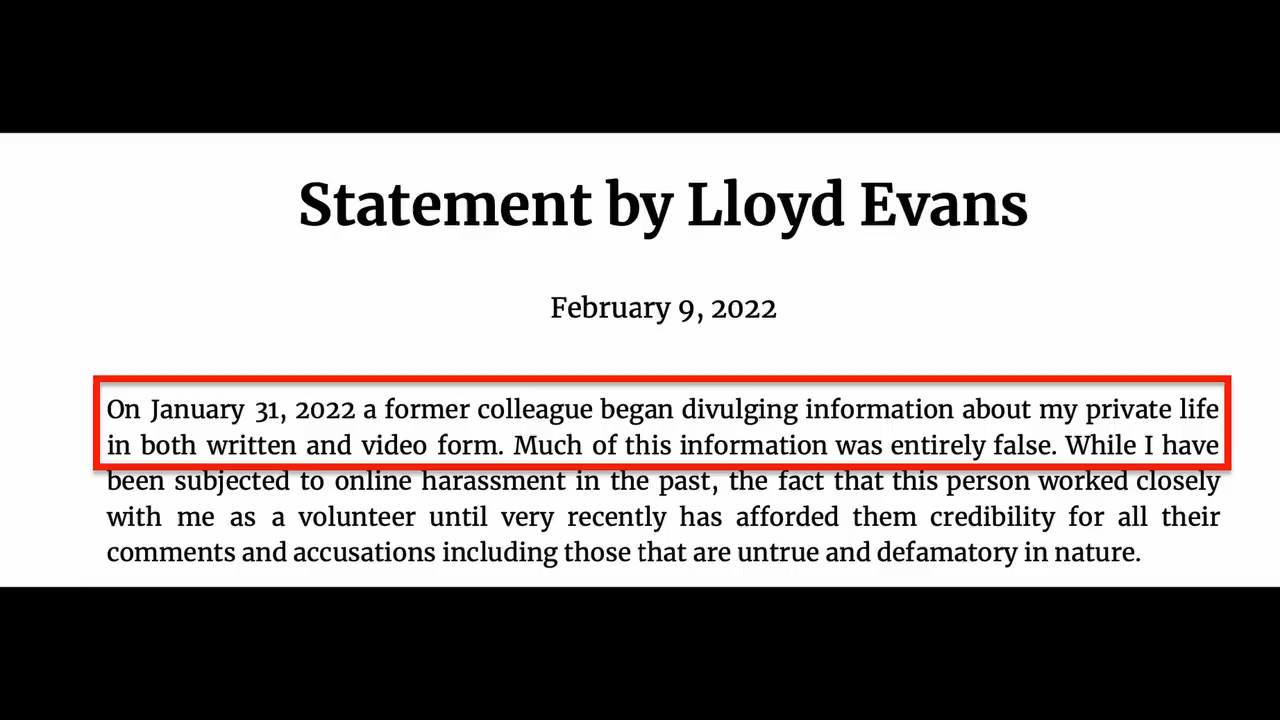 Statement by Lloyd Evans
February 9, 2022
On January 31, 2022 a former colleague began divulging information about my private life
in both written and video form. Much of this information was entirely false. While I have
been subjected to online harassment in the past, the fact that this person worked closely
with me as a volunteer until very recently has afforded them credibility for all their
comments and accusations including those that are untrue and defamatory in nature.